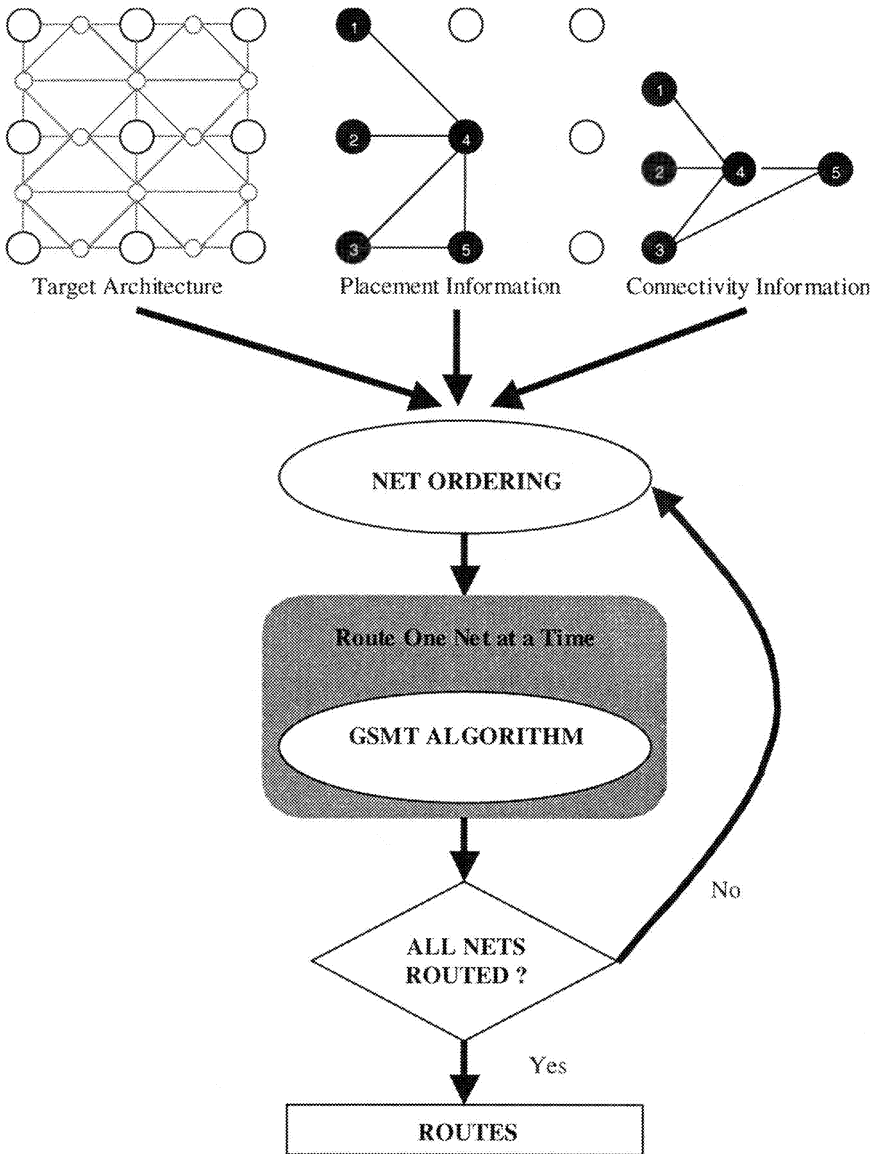 1
2
4
3
5
1
2
4
5
3
Target Architecture
Placement Information
Connectivity Information
NET ORDERING
Route One Net at a Time
GSMT ALGORITHM
No
ALL NETS
ROUTED ?
Yes
ROUTES